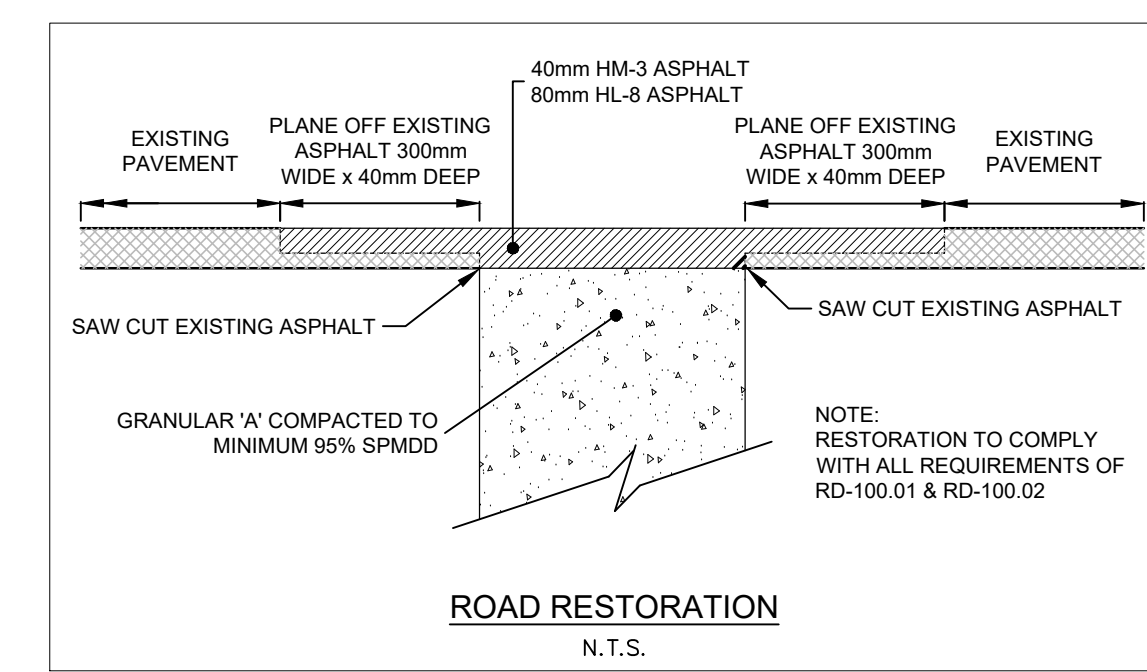 40mm HM-3 ASPHALT
80mm HL-8 ASPHALT
EXISTING
PAVEMENT
PLANE OFF EXISTING
ASPHALT 300mm
WIDE x 40mm DEEP
PLANE OFF EXISTING
ASPHALT 300mm
WIDE x 40mm DEEP
EXISTING
PAVEMENT
SAW CUT EXISTING ASPHALT
SAW CUT EXISTING ASPHALT
GRANULAR 'A' COMPACTED TO
MINIMUM 95% SPMDD
NOTE:
RESTORATION TO COMPLY
WITH ALL REQUIREMENTS OF
RD-100.01 & RD-100.02
ROAD RESTORATION
N.T.S.